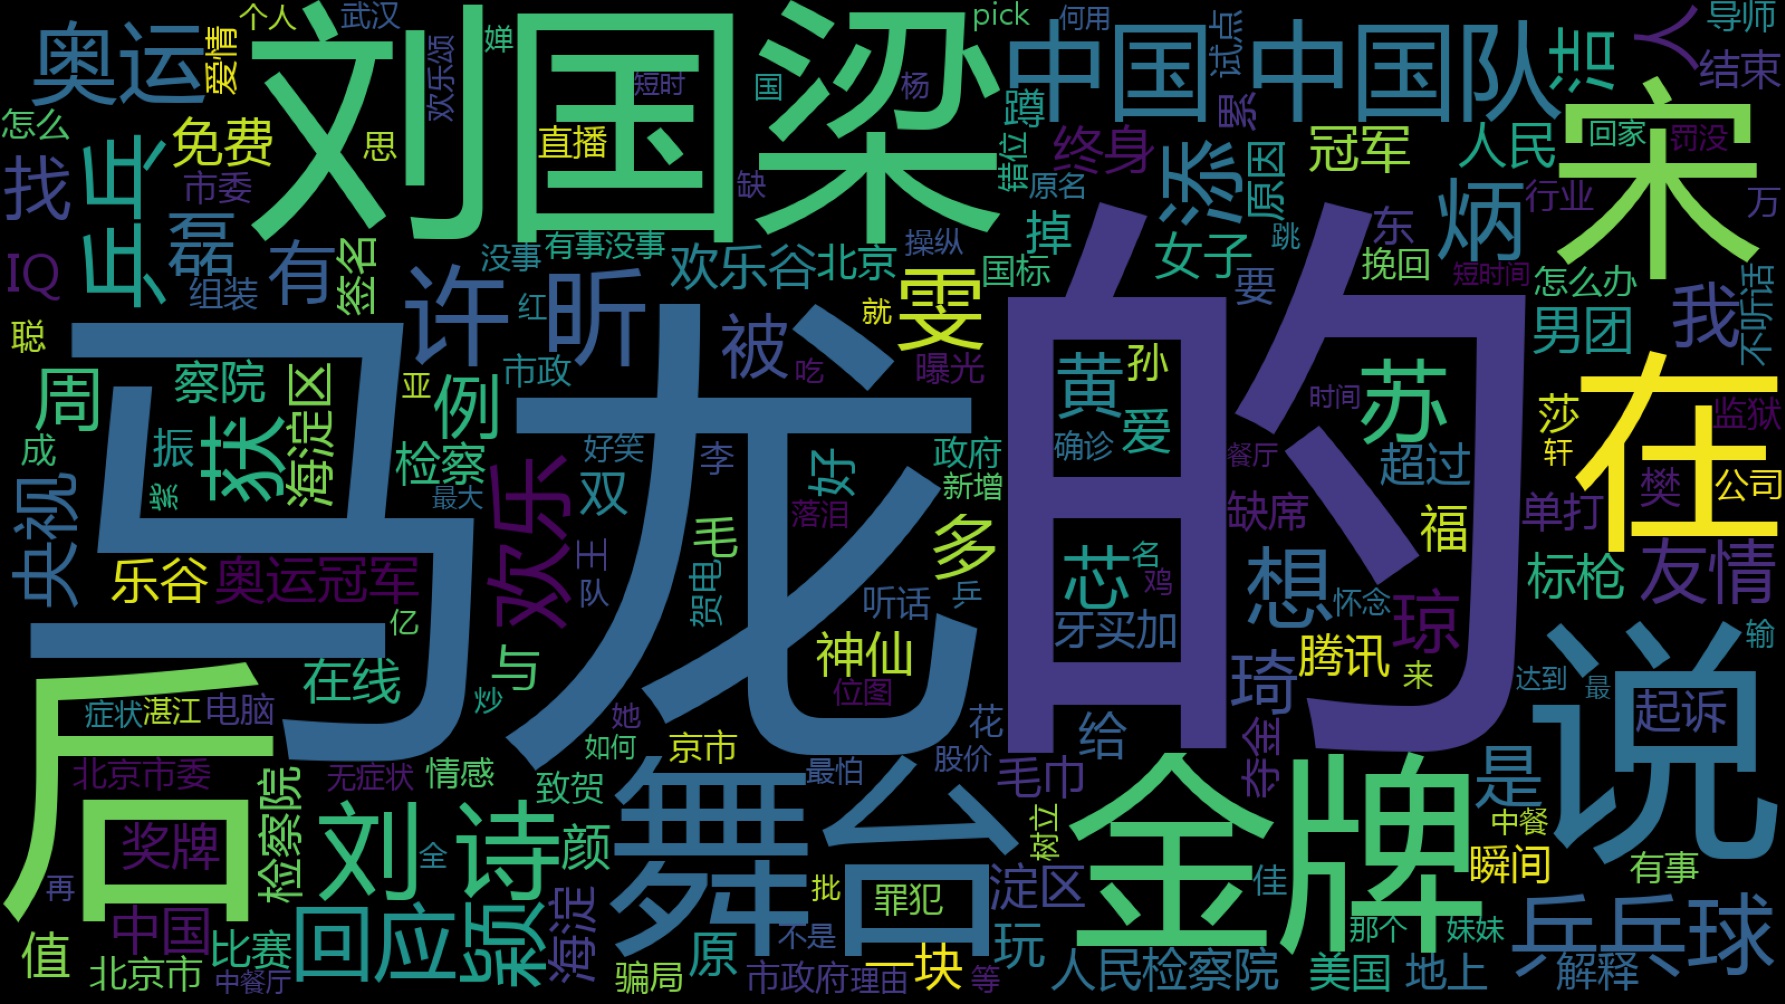 奥运
爱情
个人
武汉
欢乐颂
婵
刘国梁
pick
中国
何用
试点
中国队
洁
人
导师
结束
怎么
免费
思
直播
短时
国
杨
蹲
累
终身
冠军
人民
回家
罚没
宋
找
乒乓
市委
缺
错位
原名
添
原因
炳
行业
万
IQ
磊
组装
有
签名
没事
有事没事
欢乐谷
北京
操纵
国标
掉
女子
跳
要
东
挽回
短时间
怎么办
不听话
聪
许昕
红
市政
被
就
雯
曝光
吃
的
黄
孙
爱
时间
苏
男团
我
周
察院
海淀区
亚
例
马龙
好笑
李
好
政府
确诊
餐厅
超过
莎
轩
在
监狱
成
振
获
检察
最大
欢乐
双
落泪
新增
缺席
单打
樊
公司
紫
央视
乐谷
奥运冠军
毛
王
队
贺电
多
芯
名
鸡
想
福
标枪
友情
亿
听话
乒
牙买加
怀念
琼
在线
与
炒
神仙
位图
琦
腾讯
来
达到
最
输
后
症状
湛江
电脑
她
如何
京市
花
股价
给
夺金
是
说
起诉
北京市委
无症状
情感
致贺
舞台
最怕
毛巾
金牌
中餐
奖牌
检察院
刘诗
颜
树立
瞬间
有事
再
全
批
罪犯
淀区
佳
中国
值
比赛
回应
颖
海淀
原
不是
玩
那个
妹妹
乒乓球
北京市
中餐厅
骗局
市政府
理由
一块
等
人民检察院
美国
地上
解释